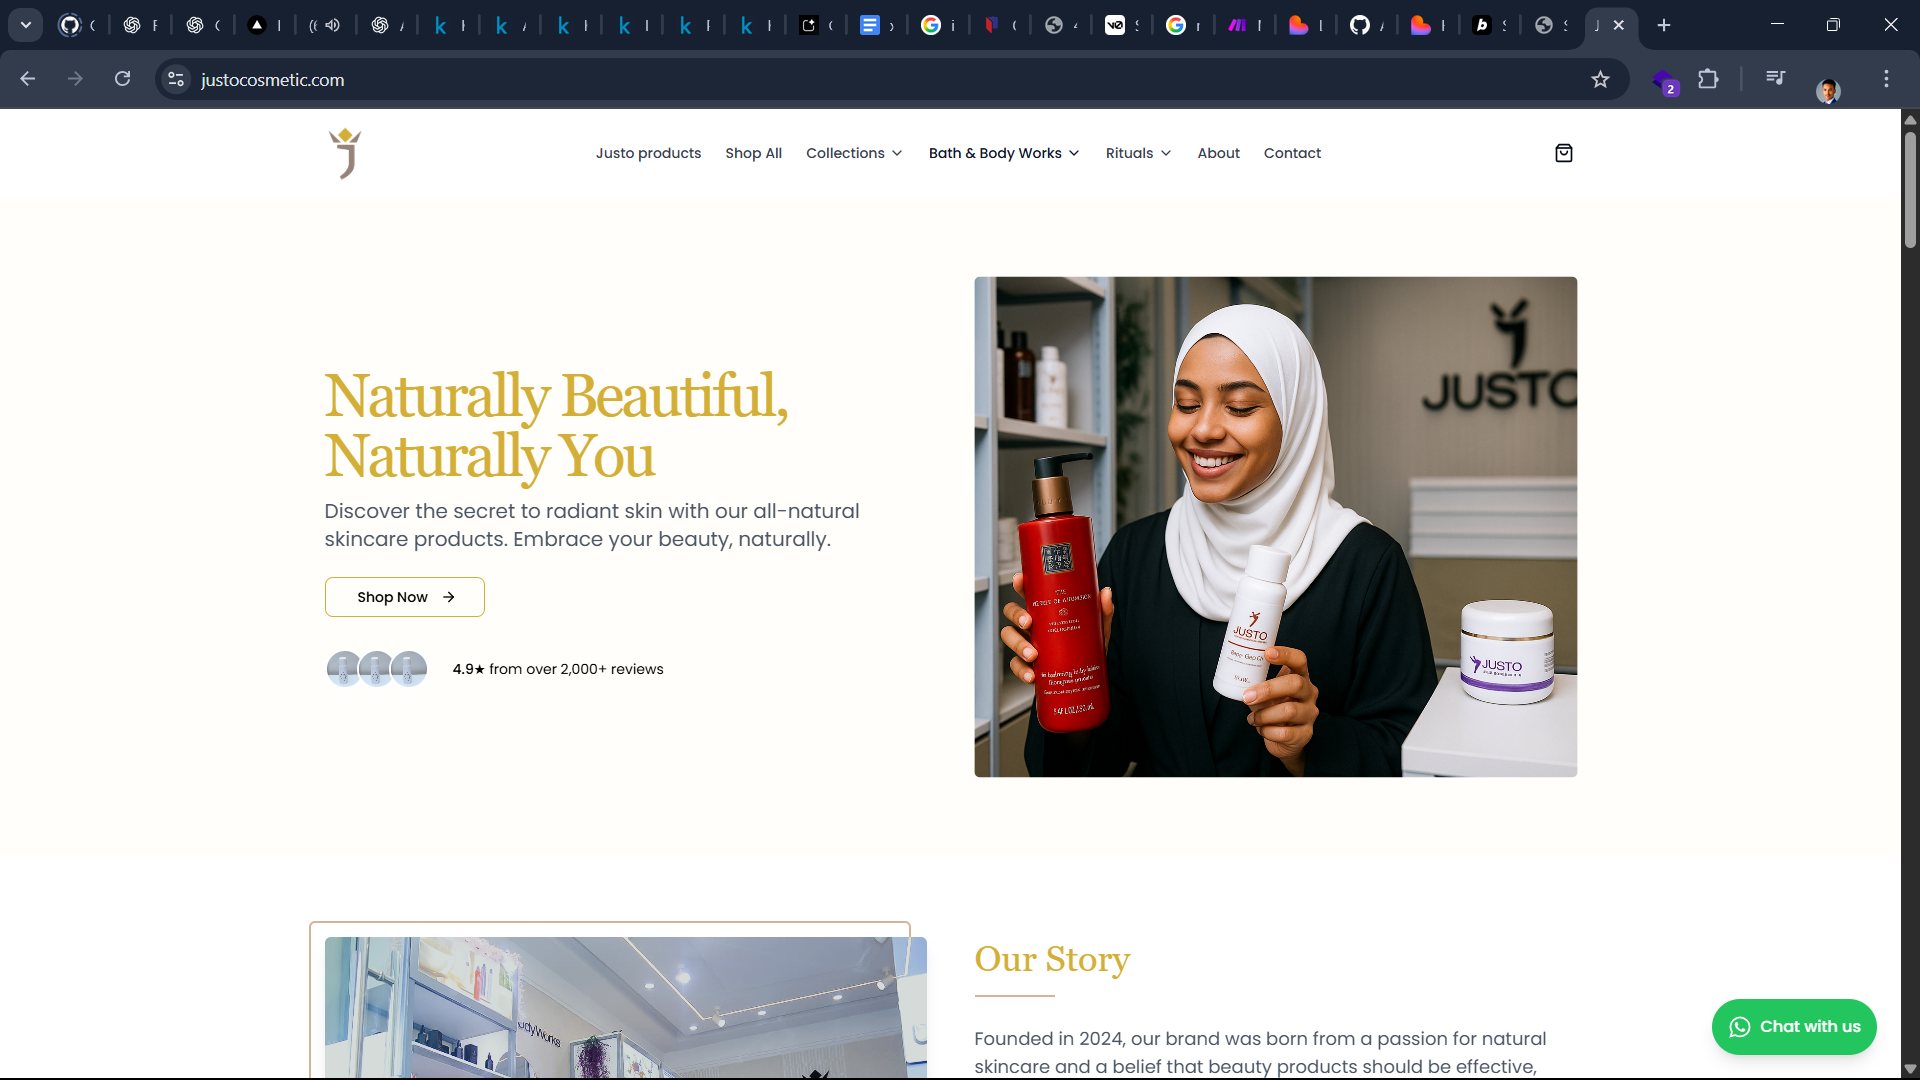 justocosmetic.com
2
Justo products
Shop All
Collections
Bath & Body Works
Rituals
About
Contact
Naturally Beautiful,
Naturally You
Discover the secret to radiant skin with our all-natural
skincare products. Embrace your beauty, naturally.
Shop Now
4.9★ from over 2,000+ reviews
JUSTO
JUSTO
JUSTO
Our Story
Founded in 2024, our brand was born from a passion for natural
skincare and a belief that beauty products should be effective,
Chat with us